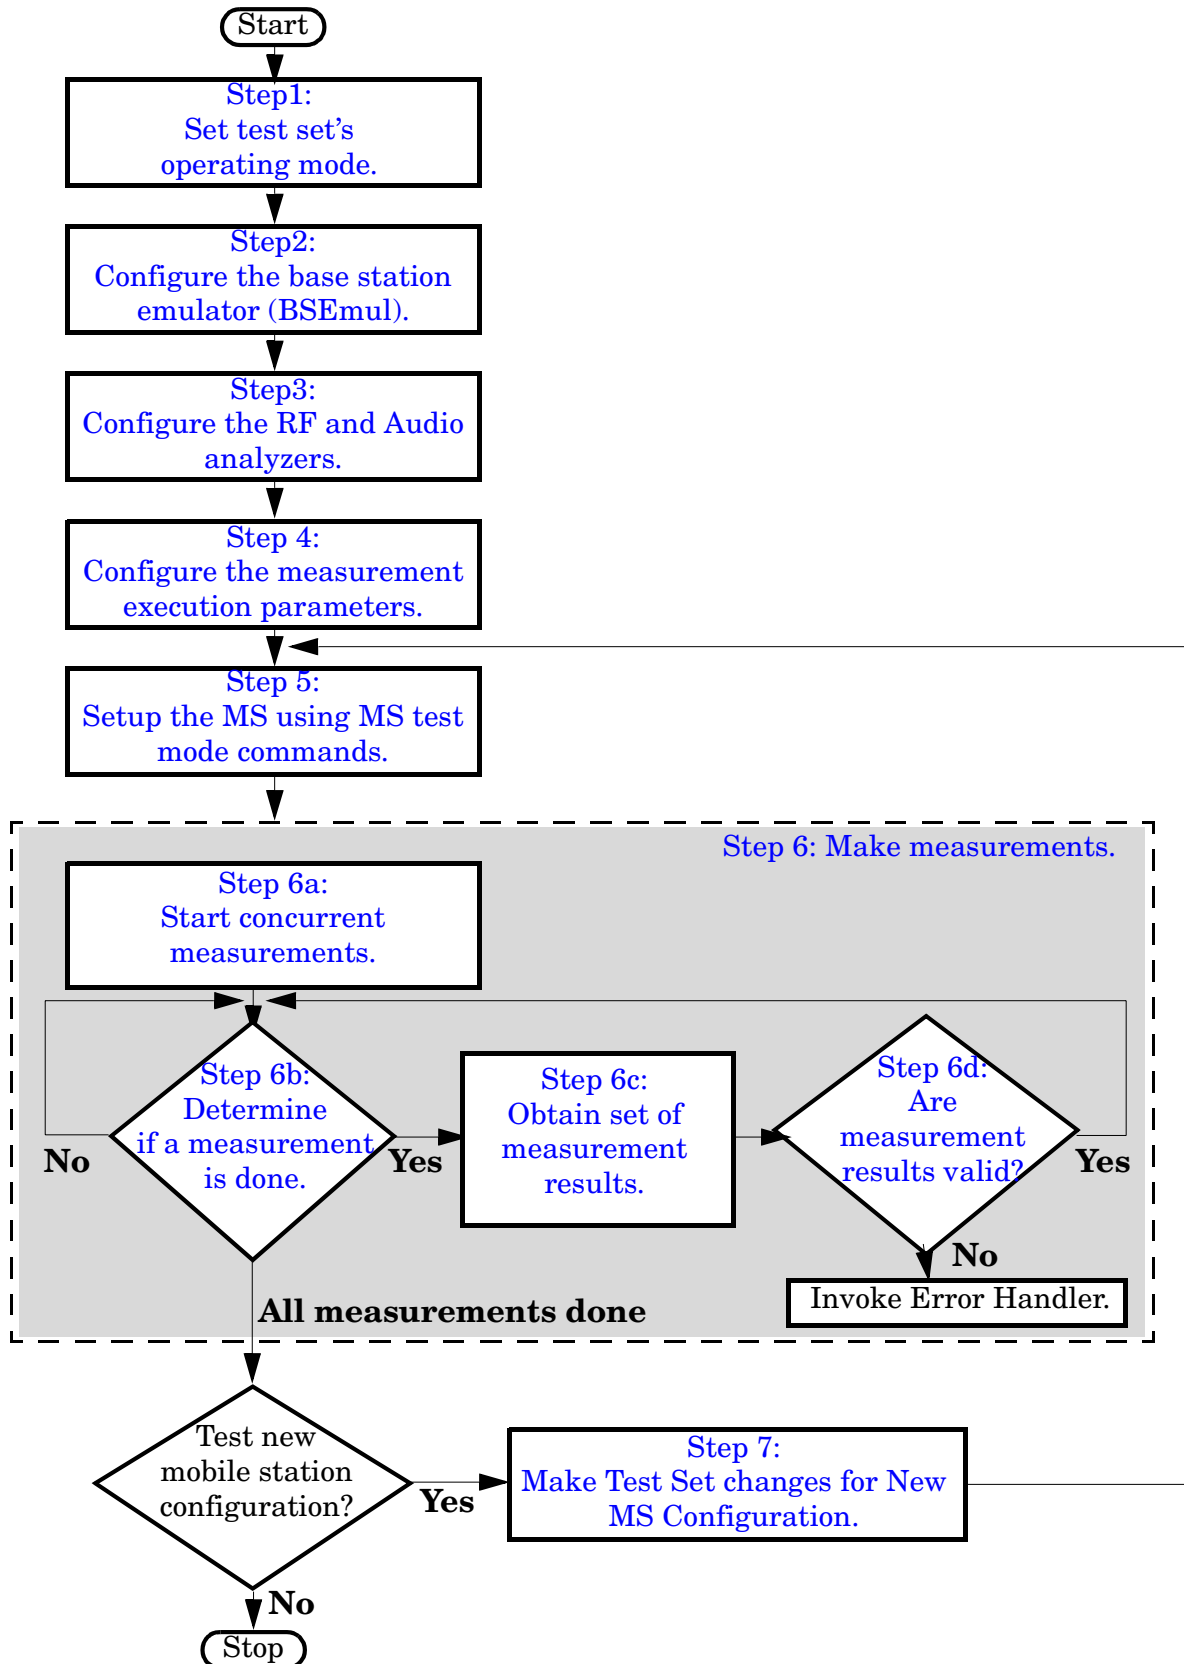 Start
Step1:
Set test set’s
operating mode.
Step2:
Configure the base station
emulator (BSEmul).
Step3:
Configure the RF and Audio
analyzers.
Step 4:
Configure the measurement
execution parameters.
Step 5:
Setup the MS using MS test
mode commands.
Step 6: Make measurements.
Step 6a:
Start concurrent
measurements.
Step 6b:
Determine
if a measurement
is done.
No
Yes
Step 6c:
Obtain set of
measurement
results.
Step 6d:
Are
measurement
results valid?
Yes
No
Invoke Error Handler.
All measurements done
Test new
mobile station
configuration?
Yes
Step 7:
Make Test Set changes for New
MS Configuration.
No
Stop